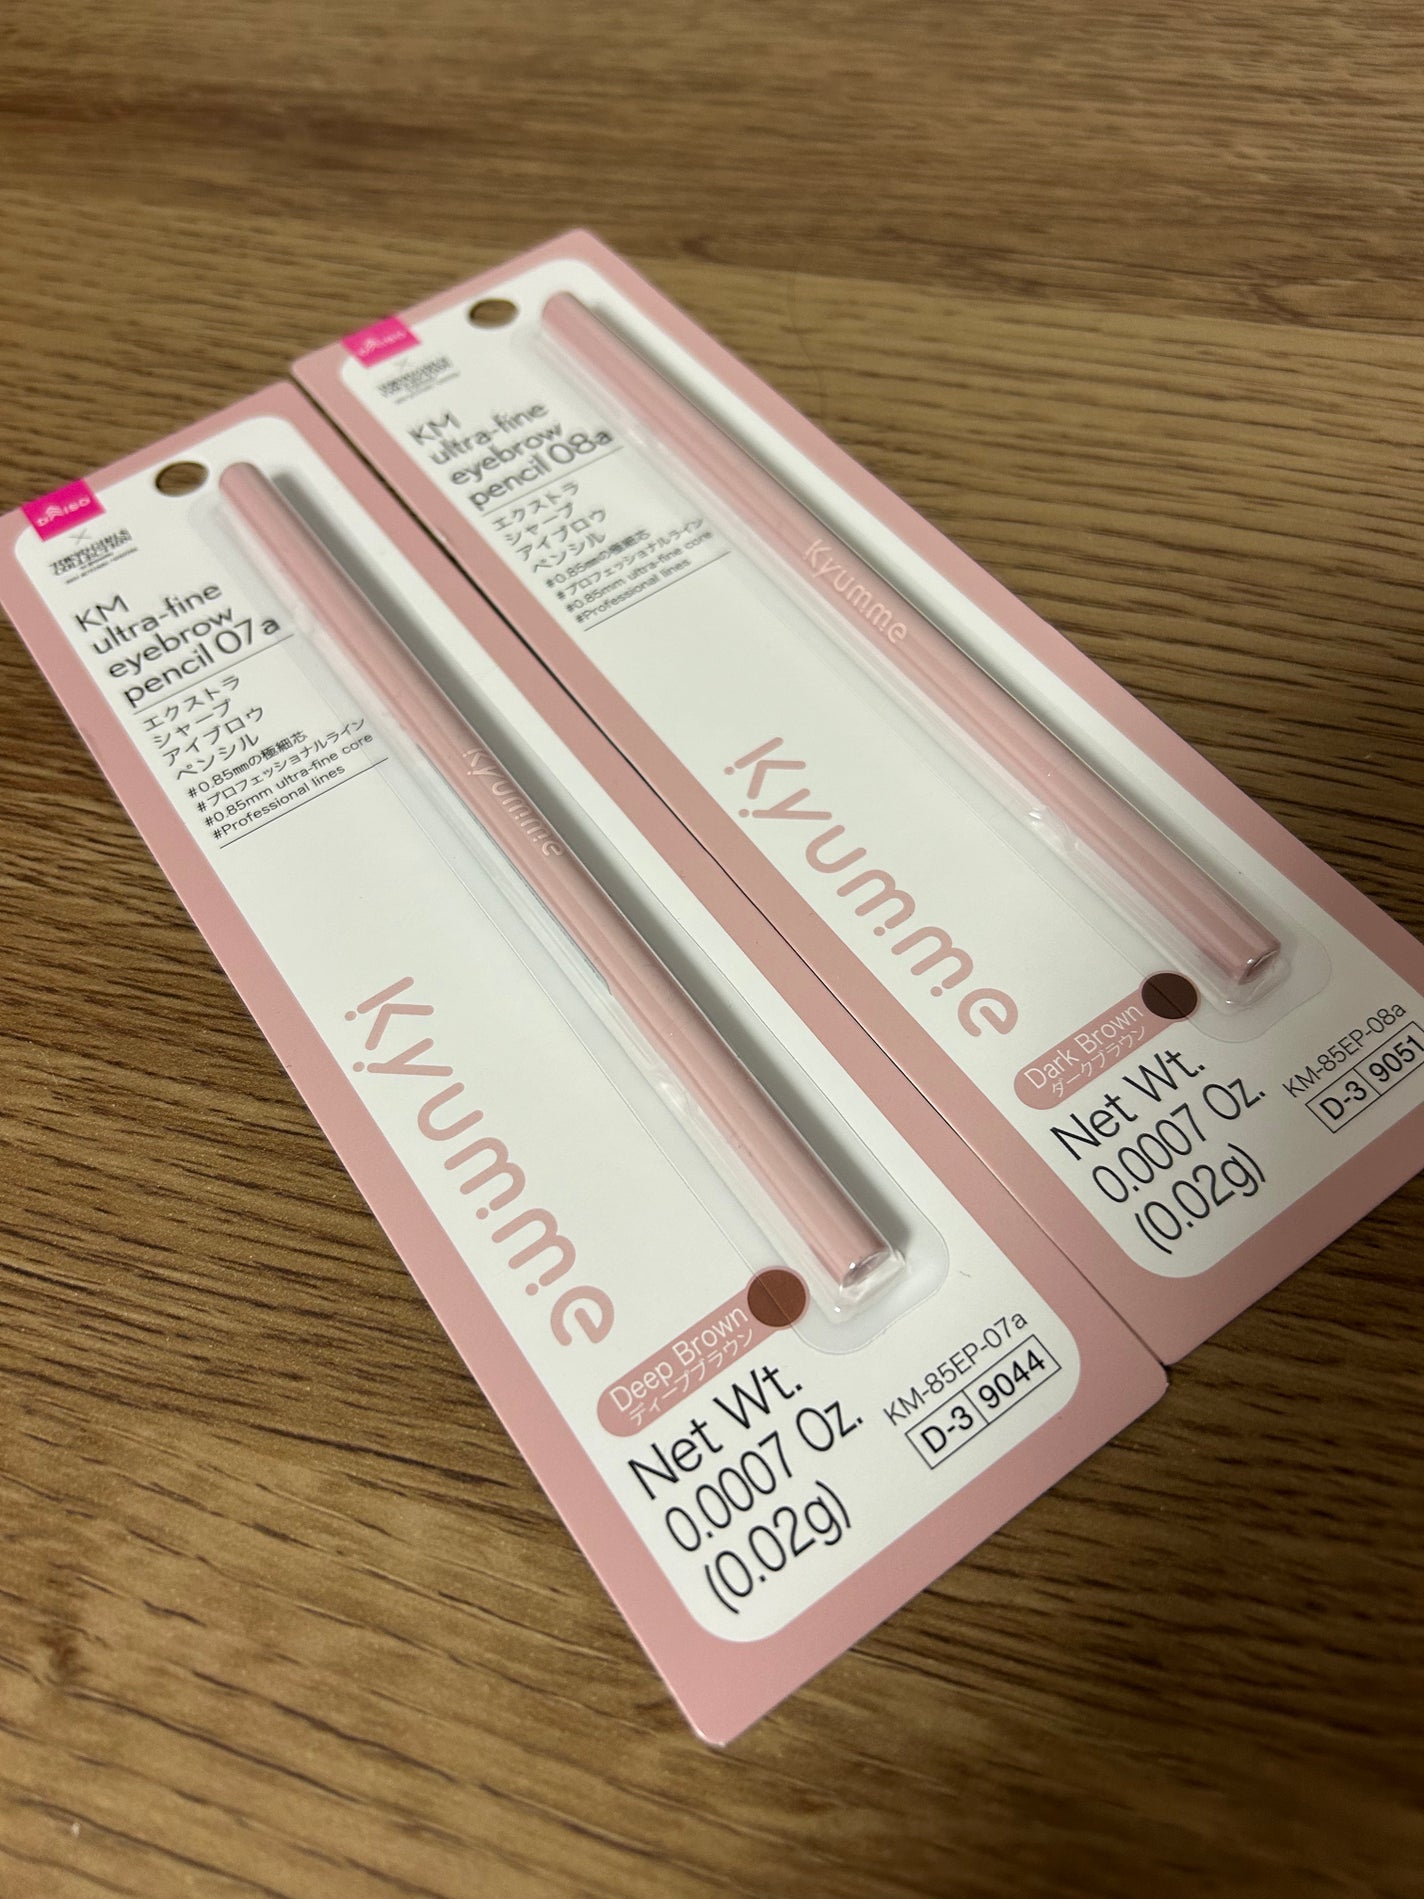 DAISO
×
TOKYO GIRLS
COLLECTION
KM
ultra-fine
eyebrow
pencil 07a
エクストラ
シャープ
アイブロウ
ペンシル
#0.85mmの極細芯
#プロフェッショナルライン
#0.85mm ultra-fine core
#Professional lines
Kyumme
Kyumme
Deep Brown
ディープブラウン
Net Wt.
0.0007 Oz.
(0.02g)
KM-85EP-07a
D-3 9044
DAISO
×
TOKYO GIRLS
COLLECTION
KM
ultra-fine
eyebrow
pencil 08a
エクストラ
シャープ
アイブロウ
ペンシル
#0.85mmの極細芯
#プロフェッショナルライン
#0.85mm ultra-fine core
#Professional lines
Kyumme
Kyumme
Dark Brown
ダークブラウン
Net Wt.
0.0007 Oz.
(0.02g)
KM-85EP-08a
D-3 9051